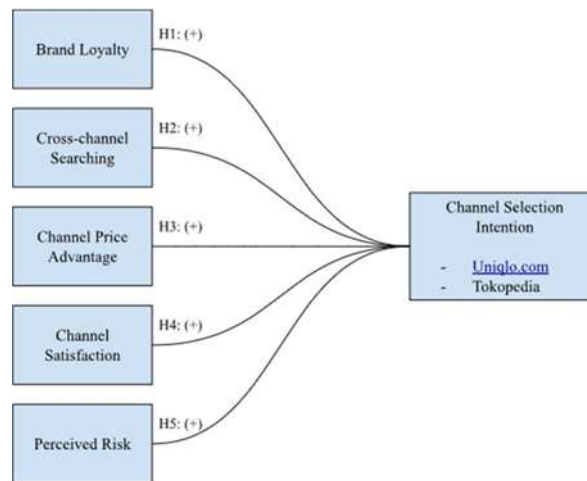 Brand Loyalty
H1: (+)
Cross-channel
Searching
H2: (+)
Channel Price
Advantage
H3: (+)
Channel
Satisfaction
H4: (+)
Perceived Risk
H5: (+)
Channel Selection
Intention
- Uniqlo.com
- Tokopedia